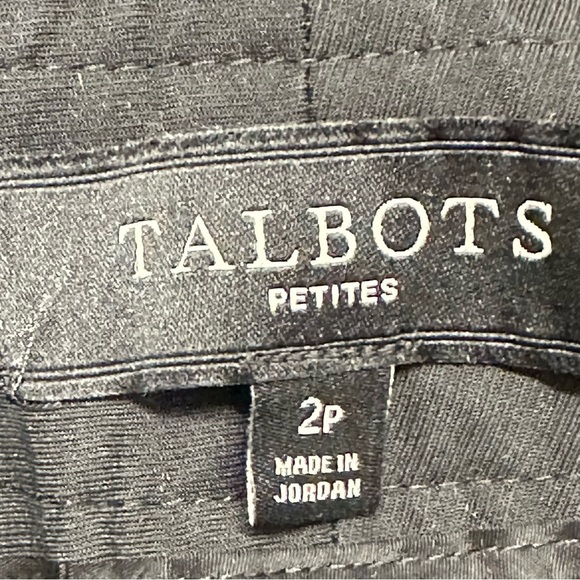 TALBOTS
PETITES
2P
MADE IN
JORDAN